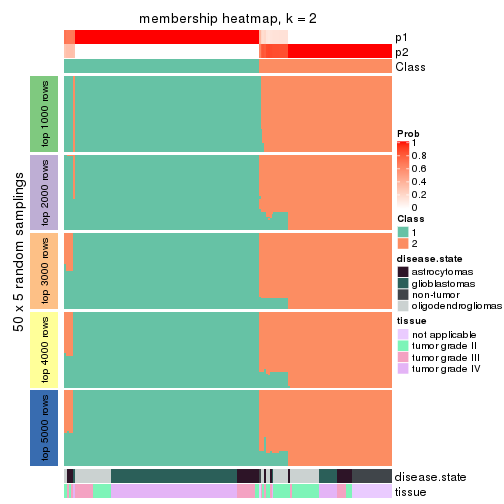 membership heatmap, k = 2
p1
p2
Class
50 x 5 random samplings
top 1000 rows
top 2000 rows
top 3000 rows
top 4000 rows
top 5000 rows
Prob
1
0.8
0.6
0.4
0.2
0
Class
1
2
disease.state
astrocytomas
glioblastomas
non-tumor
oligodendrogliomas
tissue
not applicable
tumor grade II
tumor grade III
tumor grade IV
disease.state
tissue